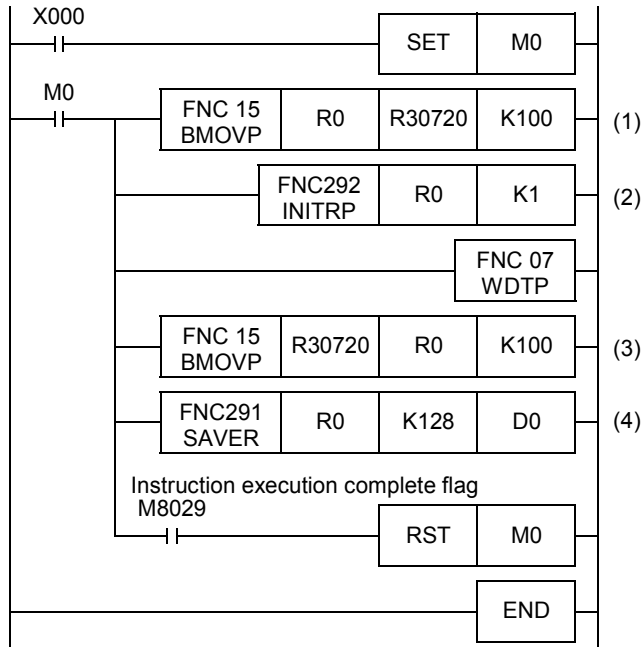 X000
SET M0
M0
FNC 15 BMOVP R0 R30720 K100 (1)
FNC292 INITRP R0 K1 (2)
FNC 07 WDTP
FNC 15 BMOVP R30720 R0 K100 (3)
FNC291 SAVER R0 K128 D0 (4)
Instruction execution complete flag
M8029
RST M0
END